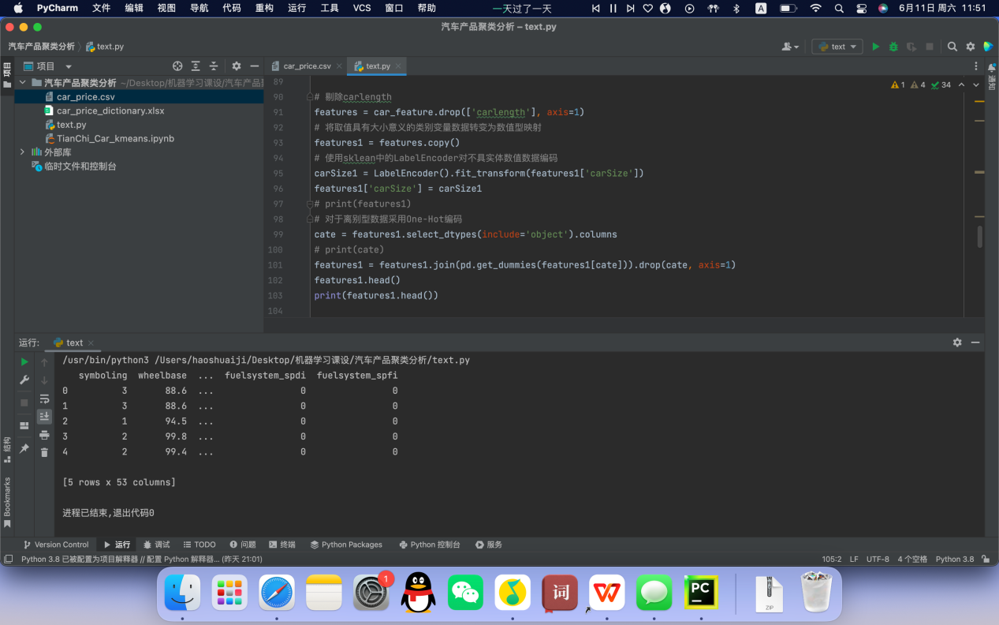 PyCharm 文件 编辑 视图 导航 代码 重构 运行 工具 VCS 窗口 帮助 一天过了一天 A 6月11日 周六 11:51
汽车产品聚类分析 – text.py
汽车产品聚类分析 text.py text
项目 项目 car_price.csv text.py
汽车产品聚类分析 ~/Desktop/机器学习课设/汽车产品
car_price.csv
car_price_dictionary.xlsx
text.py
TianChi_Car_kmeans.ipynb
外部库
临时文件和控制台
通知
1 4 34
89
90 # 剔除carlength
91 features = car_feature.drop(['carlength'], axis=1)
92 # 将取值具有大小意义的类别变量数据转变为数值型映射
93 features1 = features.copy()
94 # 使用sklean中的LabelEncoder对不具实体数值数据编码
95 carSize1 = LabelEncoder().fit_transform(features1['carSize'])
96 features1['carSize'] = carSize1
97 # print(features1)
98 # 对于离别型数据采用One-Hot编码
99 cate = features1.select_dtypes(include='object').columns
100 # print(cate)
101 features1 = features1.join(pd.get_dummies(features1[cate])).drop(cate, axis=1)
102 features1.head()
103 print(features1.head())
104
运行: text
/usr/bin/python3 /Users/haoshuaiji/Desktop/机器学习课设/汽车产品聚类分析/text.py
symboling wheelbase ... fuelsystem_spdi fuelsystem_spfi
0 3 88.6 ... 0 0
1 3 88.6 ... 0 0
2 1 94.5 ... 0 0
3 2 99.8 ... 0 0
4 2 99.4 ... 0 0
[5 rows x 53 columns]
进程已结束,退出代码0
结构
Bookmarks
Version Control 运行 调试 TODO 问题 终端 Python Packages Python 控制台 服务
Python 3.8 已被配置为项目解释器 // 配置 Python 解释器... (昨天 21:01) 105:2 LF UTF-8 4 个空格 Python 3.8
1
词
PC
ZIP